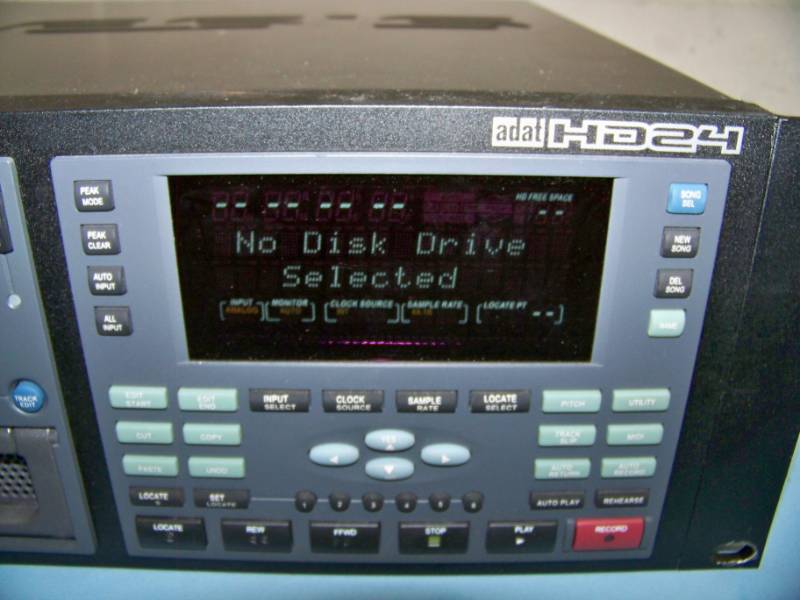 adat HD24
PEAK MODE
PEAK CLEAR
AUTO INPUT
ALL INPUT
-- -- -- --
HD FREE SPACE
--
No Disk Drive
Selected
INPUT
ANALOG
MONITOR
AUTO
CLOCK SOURCE
INT
SAMPLE RATE
LOCATE PT
--
SONG SEL
NEW SONG
DEL SONG
NAME
TRACK EDIT
EDIT START
EDIT END
INPUT SELECT
CLOCK SOURCE
SAMPLE RATE
LOCATE SELECT
PITCH
UTILITY
CUT
COPY
YES
TRACK SLIP
MIDI
PASTE
UNDO
AUTO RETURN
AUTO RECORD
LOCATE
SET LOCATE
1 2 3 4 5 6
AUTO PLAY
REHEARSE
LOCATE
REW
FFWD
STOP
PLAY
RECORD